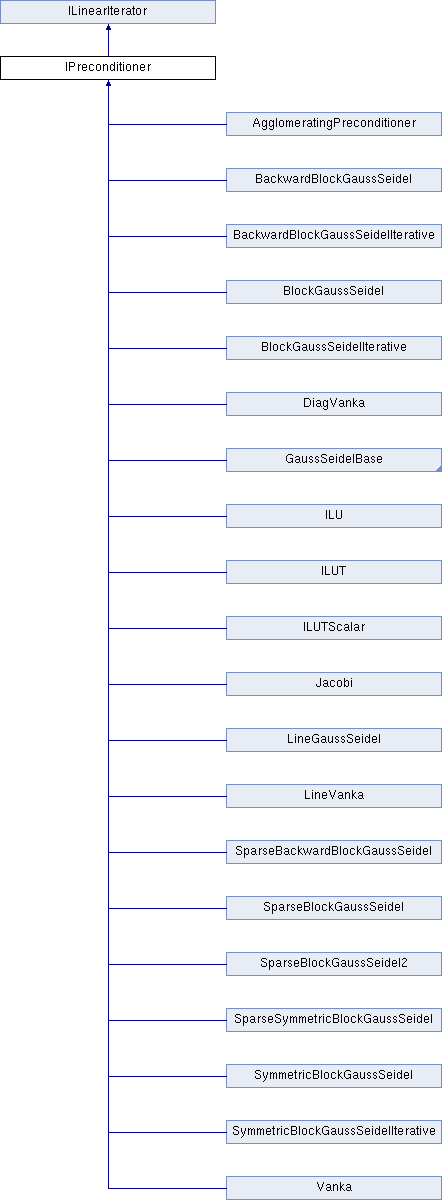 ILinearIterator
IPreconditioner
AgglomeratingPreconditioner
BackwardBlockGaussSeidel
BackwardBlockGaussSeidelIterative
BlockGaussSeidel
BlockGaussSeidelIterative
DiagVanka
GaussSeidelBase
ILU
ILUT
ILUTScalar
Jacobi
LineGaussSeidel
LineVanka
SparseBackwardBlockGaussSeidel
SparseBlockGaussSeidel
SparseBlockGaussSeidel2
SparseSymmetricBlockGaussSeidel
SymmetricBlockGaussSeidel
SymmetricBlockGaussSeidelIterative
Vanka